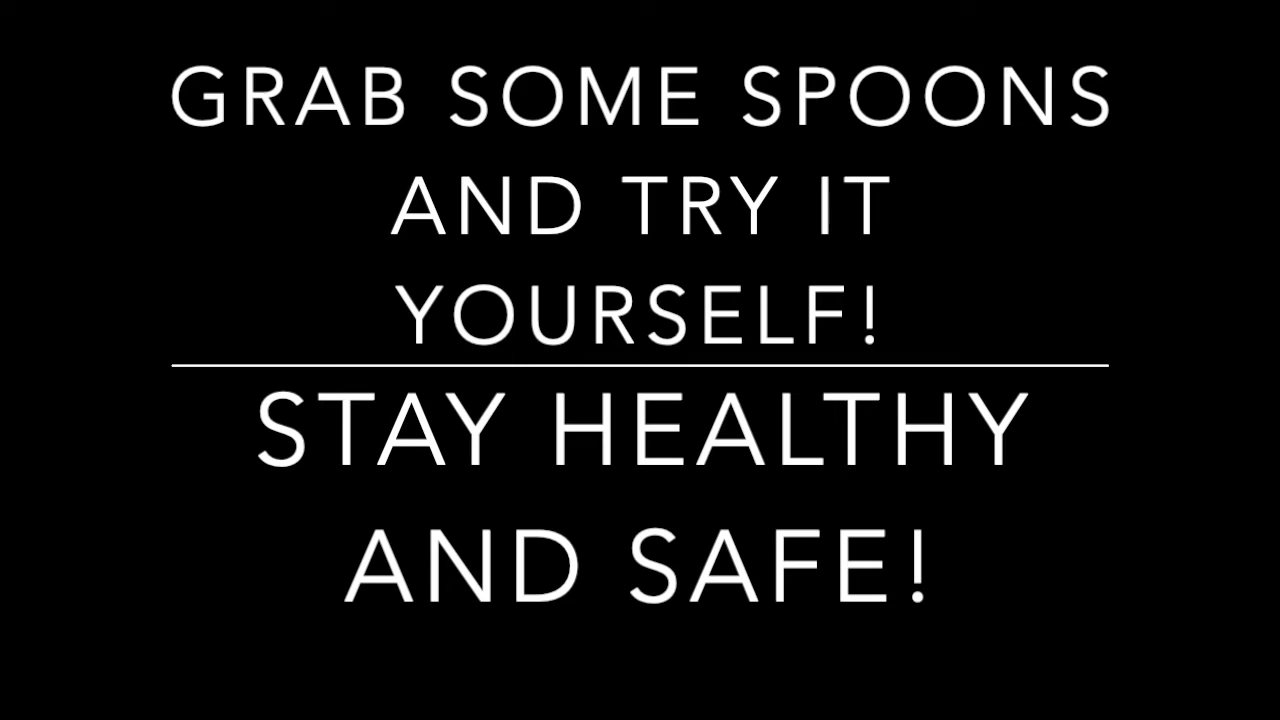 GRAB SOME SPOONS
AND TRY IT
YOURSELF!
STAY HEALTHY
AND SAFE!